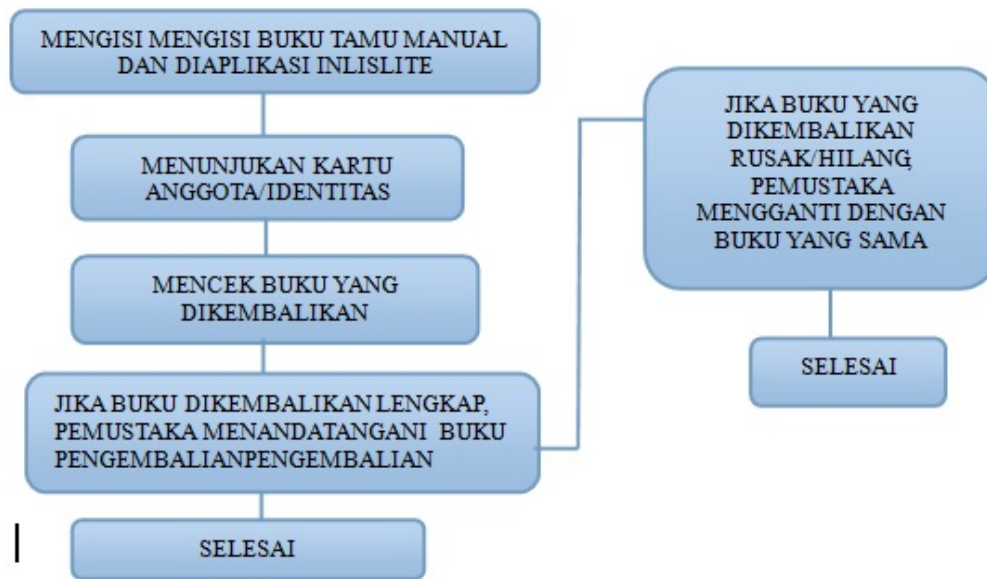 MENGISI MENGISI BUKU TAMU MANUAL
DAN DIAPLIKASI INLISLITE
MENUNJUKAN KARTU
ANGGOTA/IDENTITAS
MENCEK BUKU YANG
DIKEMBALIKAN
JIKA BUKU DIKEMBALIKAN LENGKAP,
PEMUSTAKA MENANDATANGANI BUKU
PENGEMBALIANPENGEMBALIAN
SELESAI
JIKA BUKU YANG
DIKEMBALIKAN
RUSAK/HILANG,
PEMUSTAKA
MENGGANTI DENGAN
BUKU YANG SAMA
SELESAI